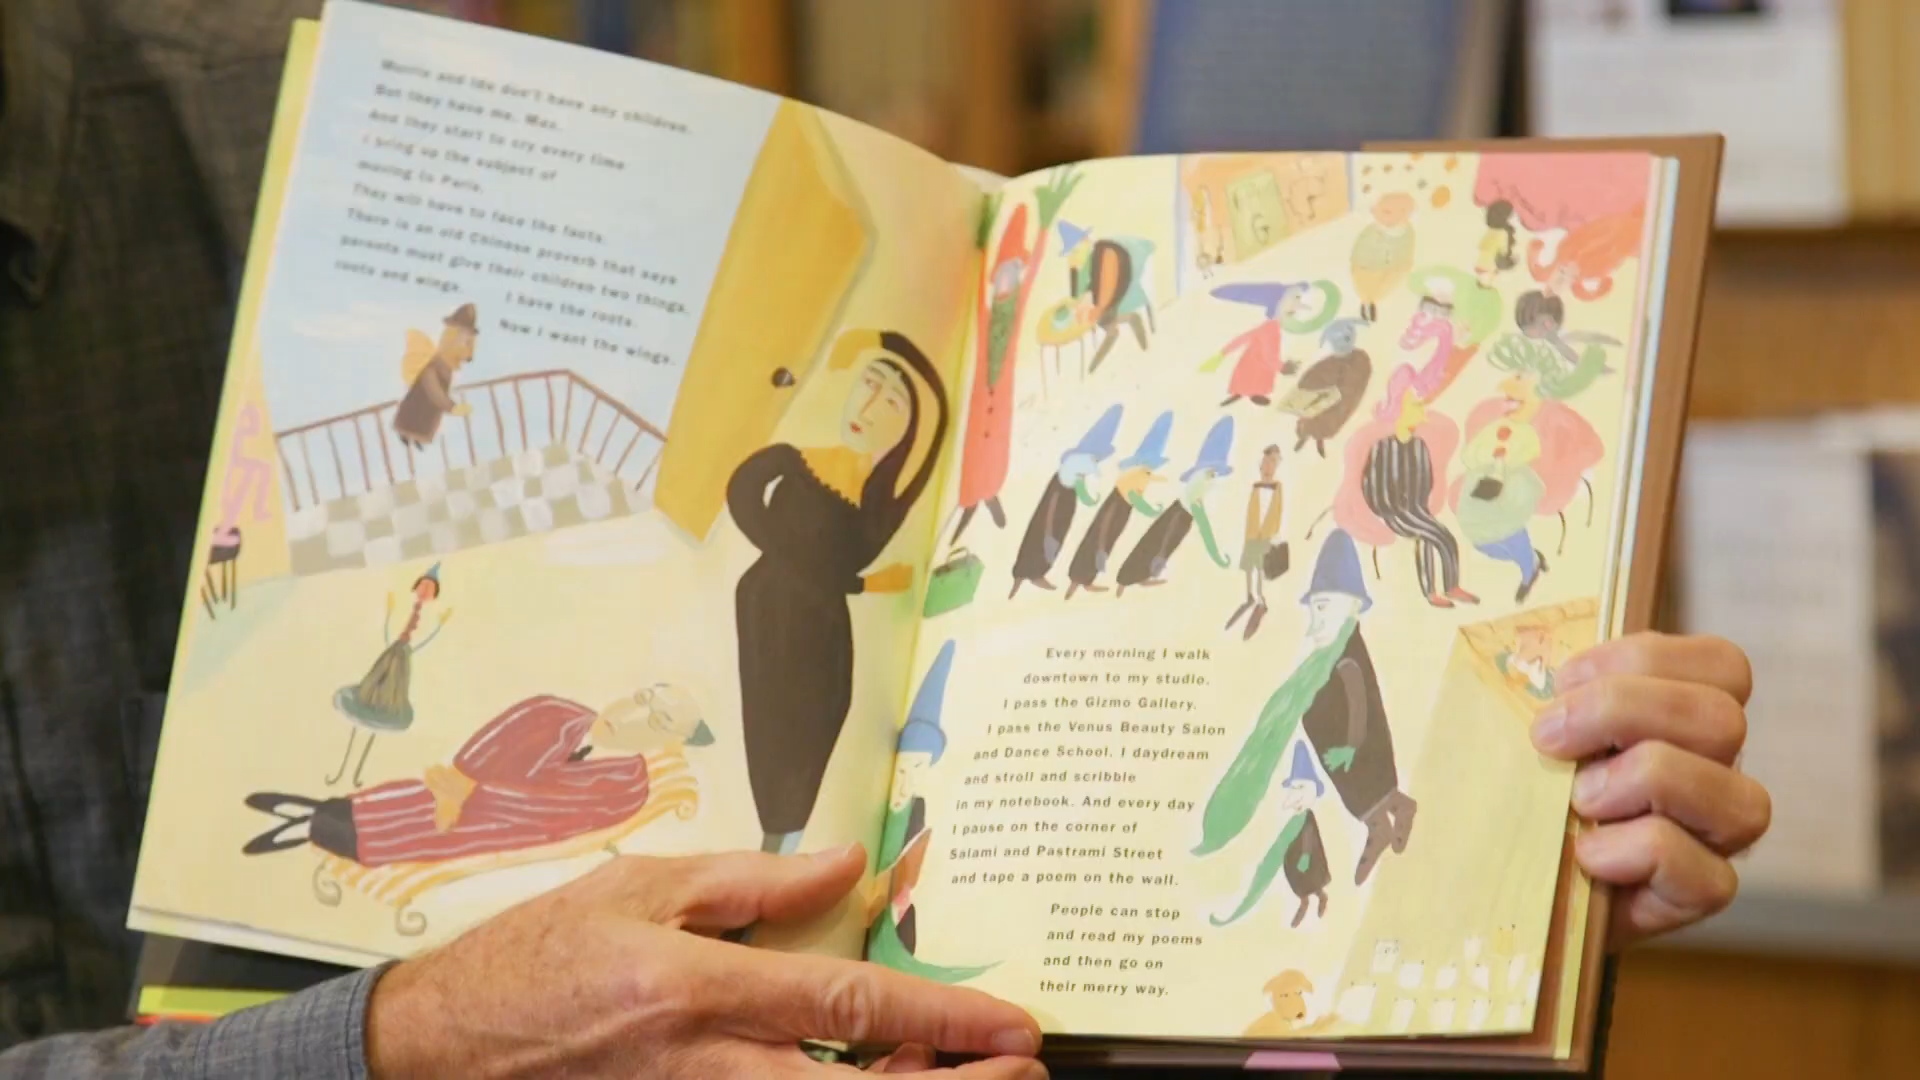 Morris and Ida don't have any children.
But they have me. Max.
And they start to cry every time
I bring up the subject of
moving to Paris.
They will have to face the facts.
There is an old Chinese proverb that says
parents must give their children two things,
roots and wings.
I have the roots.
Now I want the wings.
Every morning I walk
downtown to my studio.
I pass the Gizmo Gallery.
I pass the Venus Beauty Salon
and Dance School. I daydream
and stroll and scribble
in my notebook. And every day
I pause on the corner of
Salami and Pastrami Street
and tape a poem on the wall.
People can stop
and read my poems
and then go on
their merry way.